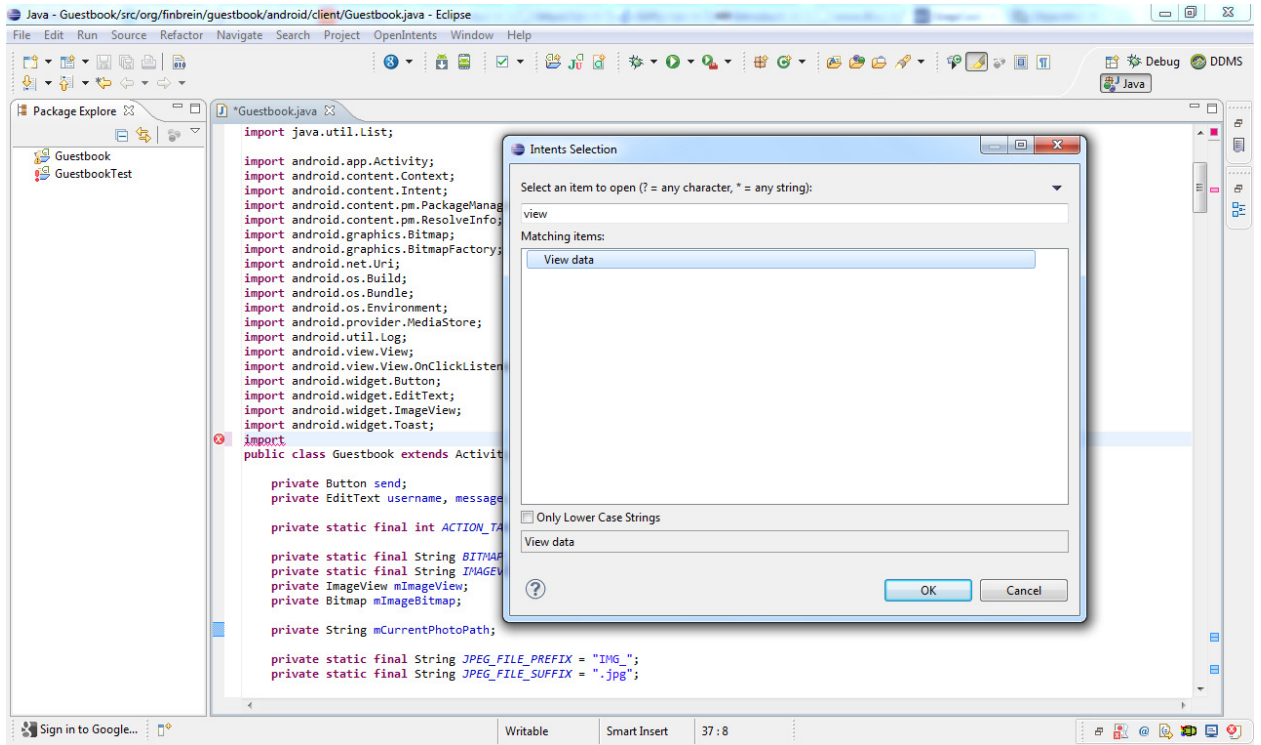 Java - Guestbook/src/org/finbrein/guestbook/android/client/Guestbook.java - Eclipse
File Edit Run Source Refactor Navigate Search Project OpenIntents Window Help
Debug DDMS
Java
Package Explore
*Guestbook.java
Guestbook
GuestbookTest
import java.util.List;
import android.app.Activity;
import android.content.Context;
import android.content.Intent;
import android.content.pm.PackageManag
import android.content.pm.ResolveInfo;
import android.graphics.Bitmap;
import android.graphics.BitmapFactory;
import android.net.Uri;
import android.os.Build;
import android.os.Bundle;
import android.os.Environment;
import android.provider.MediaStore;
import android.util.Log;
import android.view.View;
import android.view.View.OnClickListen
import android.widget.Button;
import android.widget.EditText;
import android.widget.ImageView;
import android.widget.Toast;
import
public class Guestbook extends Activit
private Button send;
private EditText username, message
private static final int ACTION_TA
private static final String BITMAP
private static final String IMAGEV
private ImageView mImageView;
private Bitmap mImageBitmap;
private String mCurrentPhotoPath;
private static final String JPEG_FILE_PREFIX = "IMG_";
private static final String JPEG_FILE_SUFFIX = ".jpg";
Intents Selection
Select an item to open (? = any character, * = any string):
view
Matching items:
View data
Only Lower Case Strings
View data
OK Cancel
Sign in to Google...
Writable Smart Insert 37 : 8